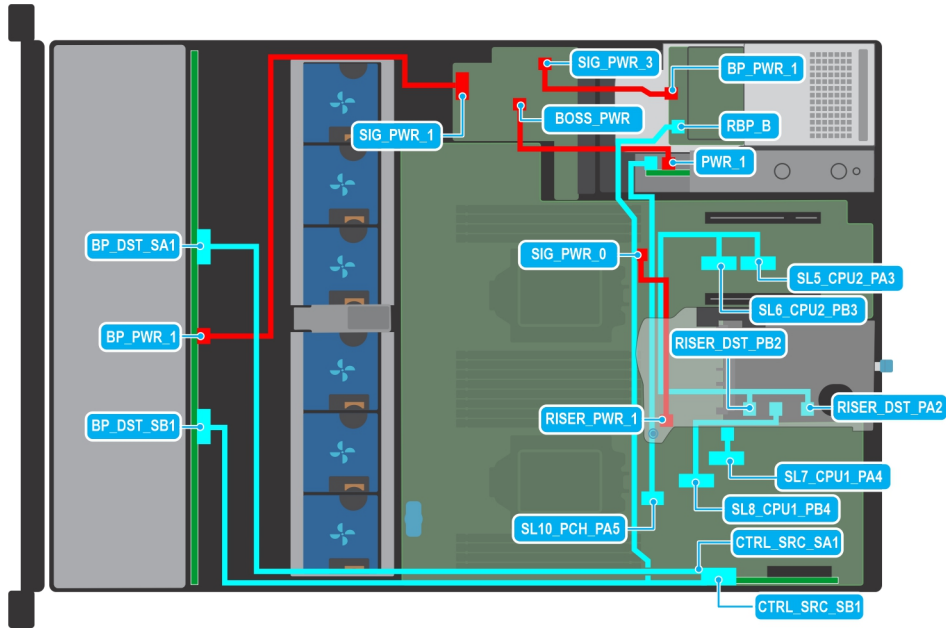 SIG_PWR_3
BP_PWR_1
BOSS_PWR
RBP_B
SIG_PWR_1
PWR_1
BP_DST_SA1
SIG_PWR_0
SL5_CPU2_PA3
SL6_CPU2_PB3
BP_PWR_1
RISER_DST_PB2
RISER_DST_PA2
BP_DST_SB1
RISER_PWR_1
SL7_CPU1_PA4
SL8_CPU1_PB4
SL10_PCH_PA5
CTRL_SRC_SA1
CTRL_SRC_SB1